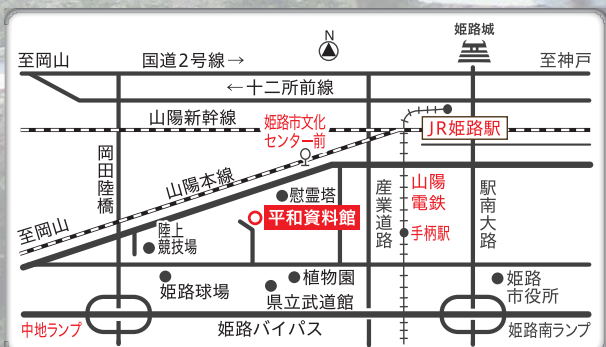 N
姫路城
至岡山
国道2号線→
至神戸
←十二所前線
山陽新幹線
姫路市文化
センター前
JR姫路駅
岡田陸橋
山陽本線
慰霊塔
産業道路
山陽
電鉄
駅南大路
至岡山
陸上
競技場
平和資料館
手柄駅
植物園
姫路
市役所
姫路球場
県立武道館
中地ランプ
姫路バイパス
姫路南ランプ